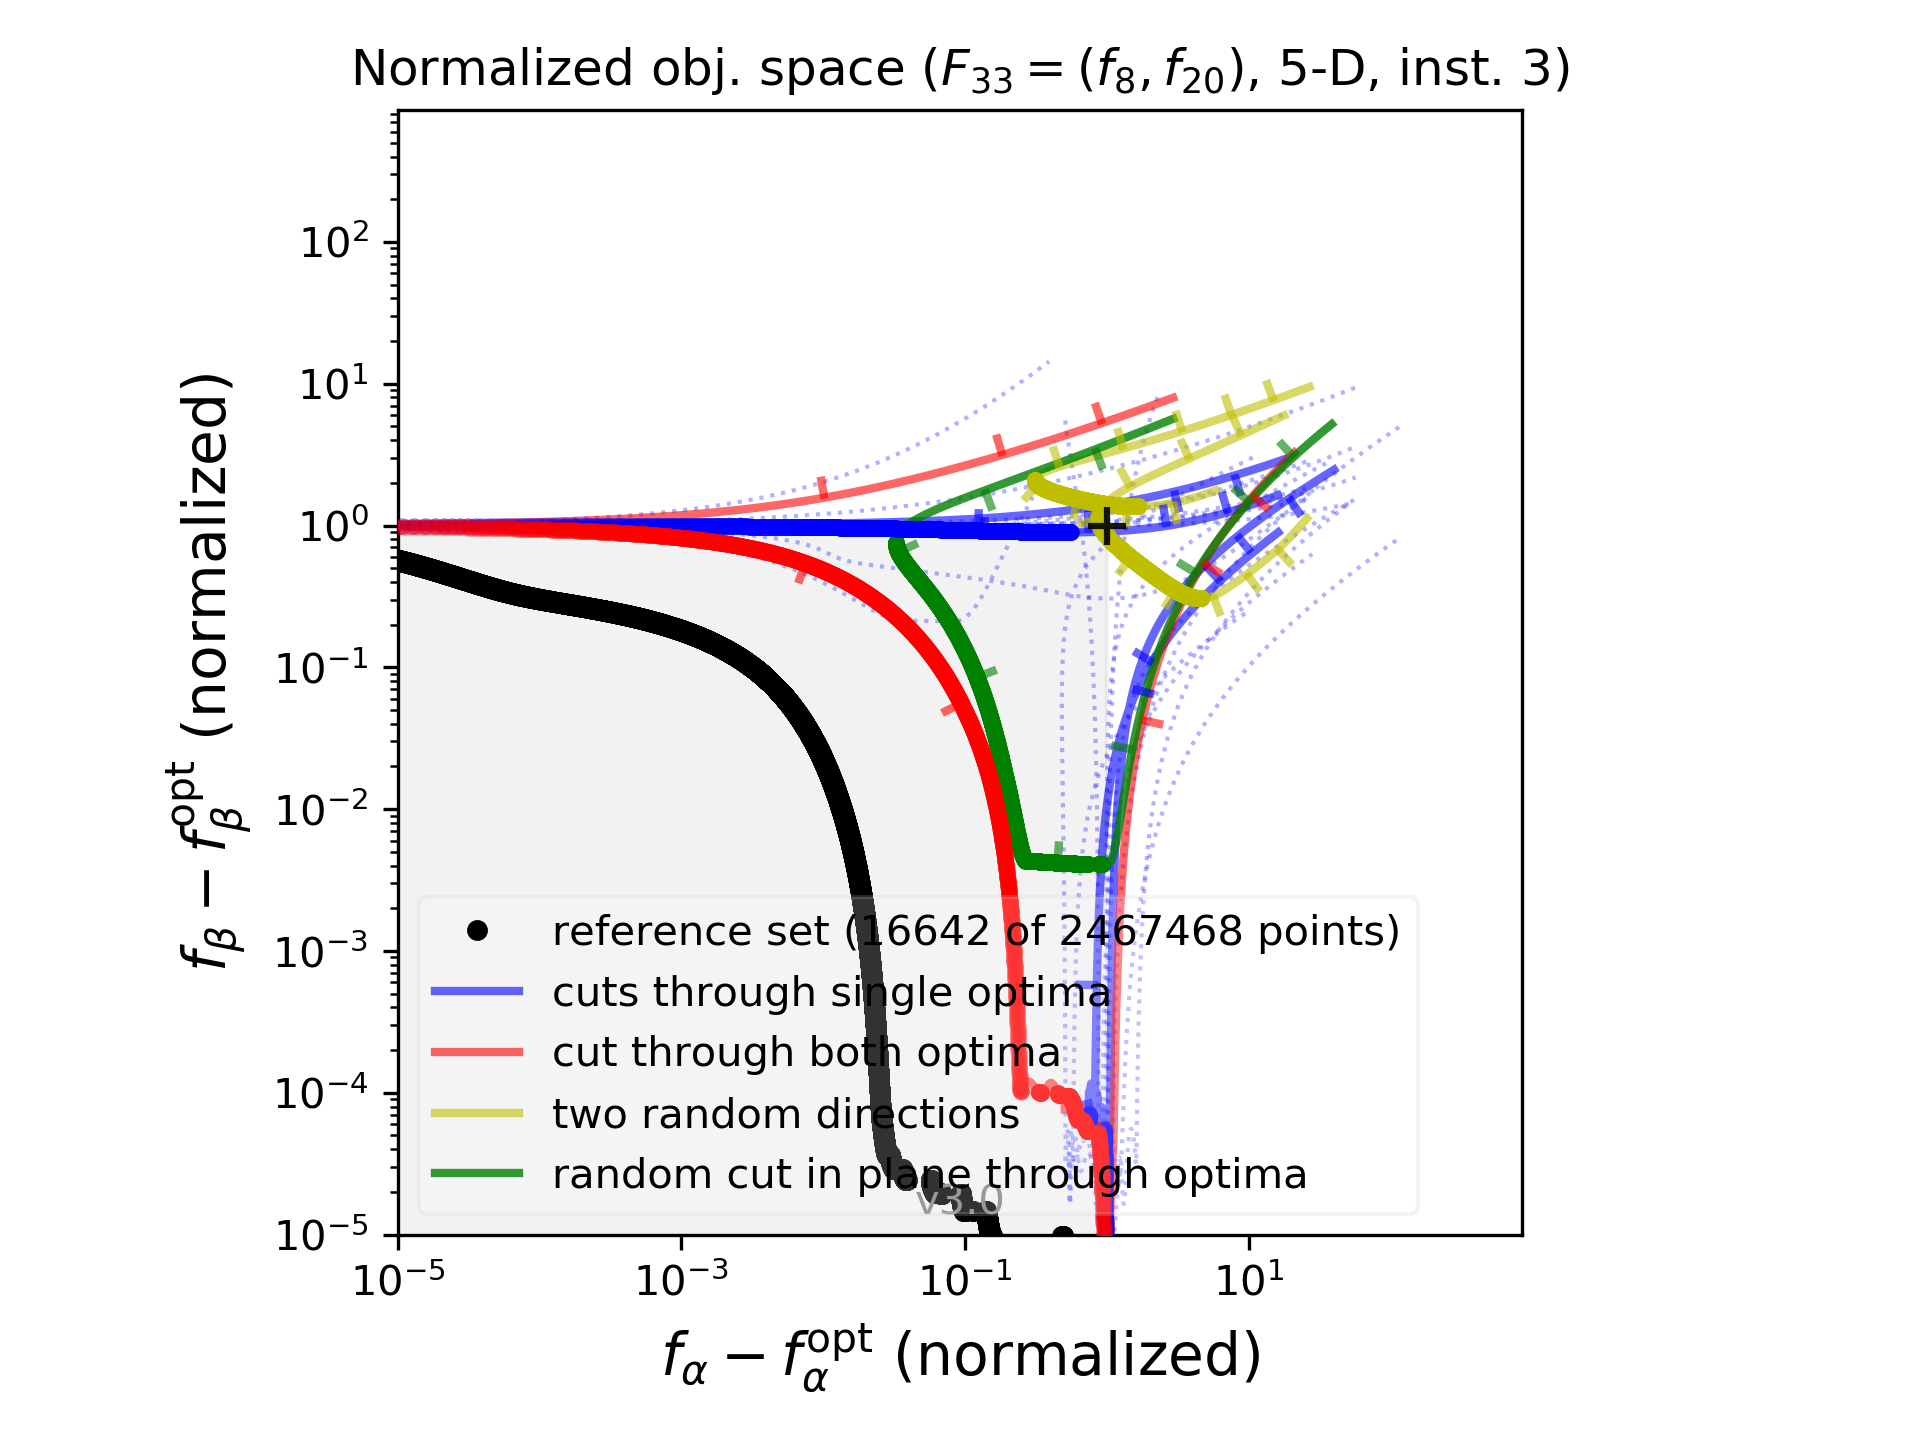 Normalized obj. space (F₃₃ = (f₈, f₂₀), 5-D, inst. 3)
f_β − f_β^opt (normalized)
10²
10¹
10⁰
10⁻¹
10⁻²
10⁻³
10⁻⁴
10⁻⁵
reference set (16642 of 2467468 points)
cuts through single optima
cut through both optima
two random directions
random cut in plane through optima
v3.0
10⁻⁵ 10⁻³ 10⁻¹ 10¹
f_α − f_α^opt (normalized)